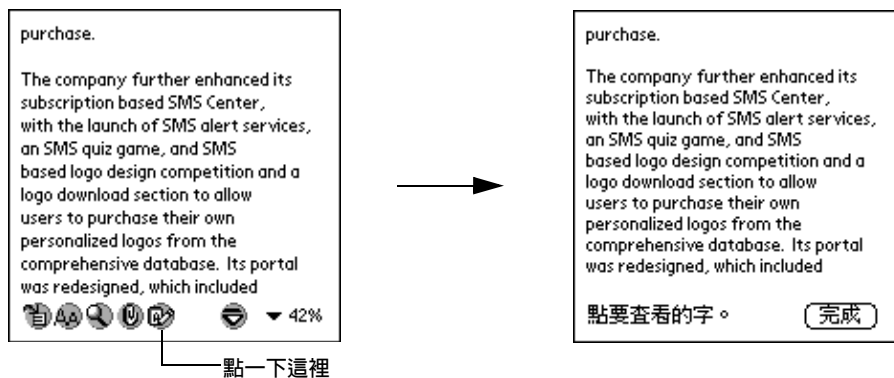 purchase.
The company further enhanced its
subscription based SMS Center,
with the launch of SMS alert services,
an SMS quiz game, and SMS
based logo design competition and a
logo download section to allow
users to purchase their own
personalized logos from the
comprehensive database. Its portal
was redesigned, which included
42%
點一下這裡
purchase.
The company further enhanced its
subscription based SMS Center,
with the launch of SMS alert services,
an SMS quiz game, and SMS
based logo design competition and a
logo download section to allow
users to purchase their own
personalized logos from the
comprehensive database. Its portal
was redesigned, which included
點要查看的字。 完成